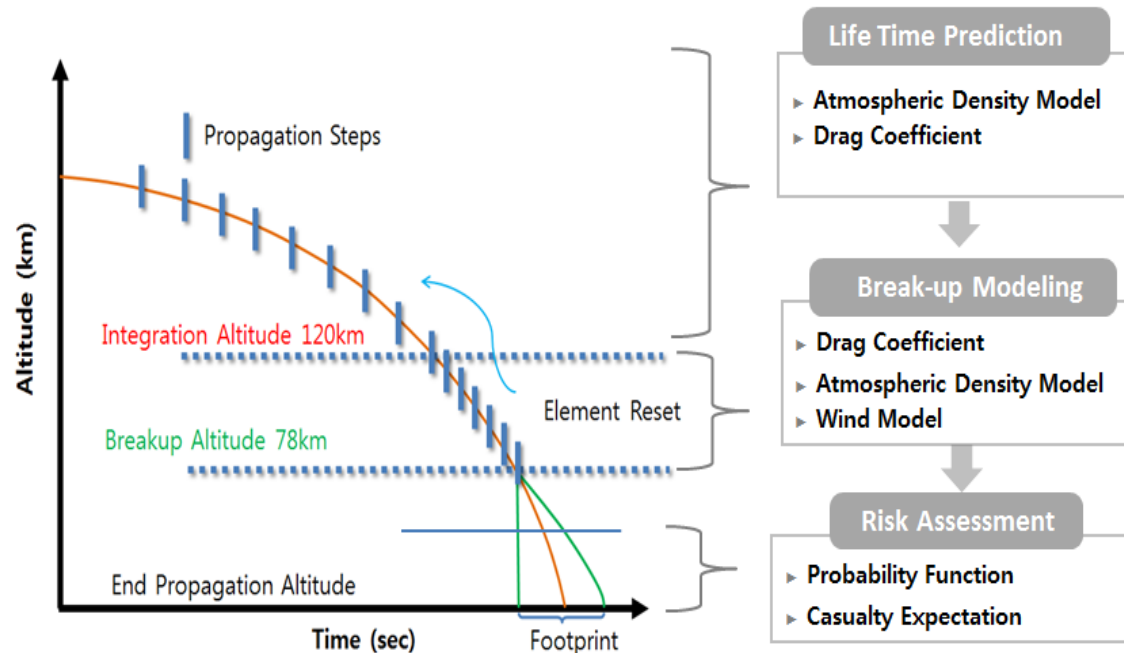 Life Time Prediction
Atmospheric Density Model
Drag Coefficient
Propagation Steps
Altitude (km)
Integration Altitude 120km
Break-up Modeling
Drag Coefficient
Atmospheric Density Model
Wind Model
Element Reset
Breakup Altitude 78km
Risk Assessment
Probability Function
Casualty Expectation
End Propagation Altitude
Time (sec)
Footprint